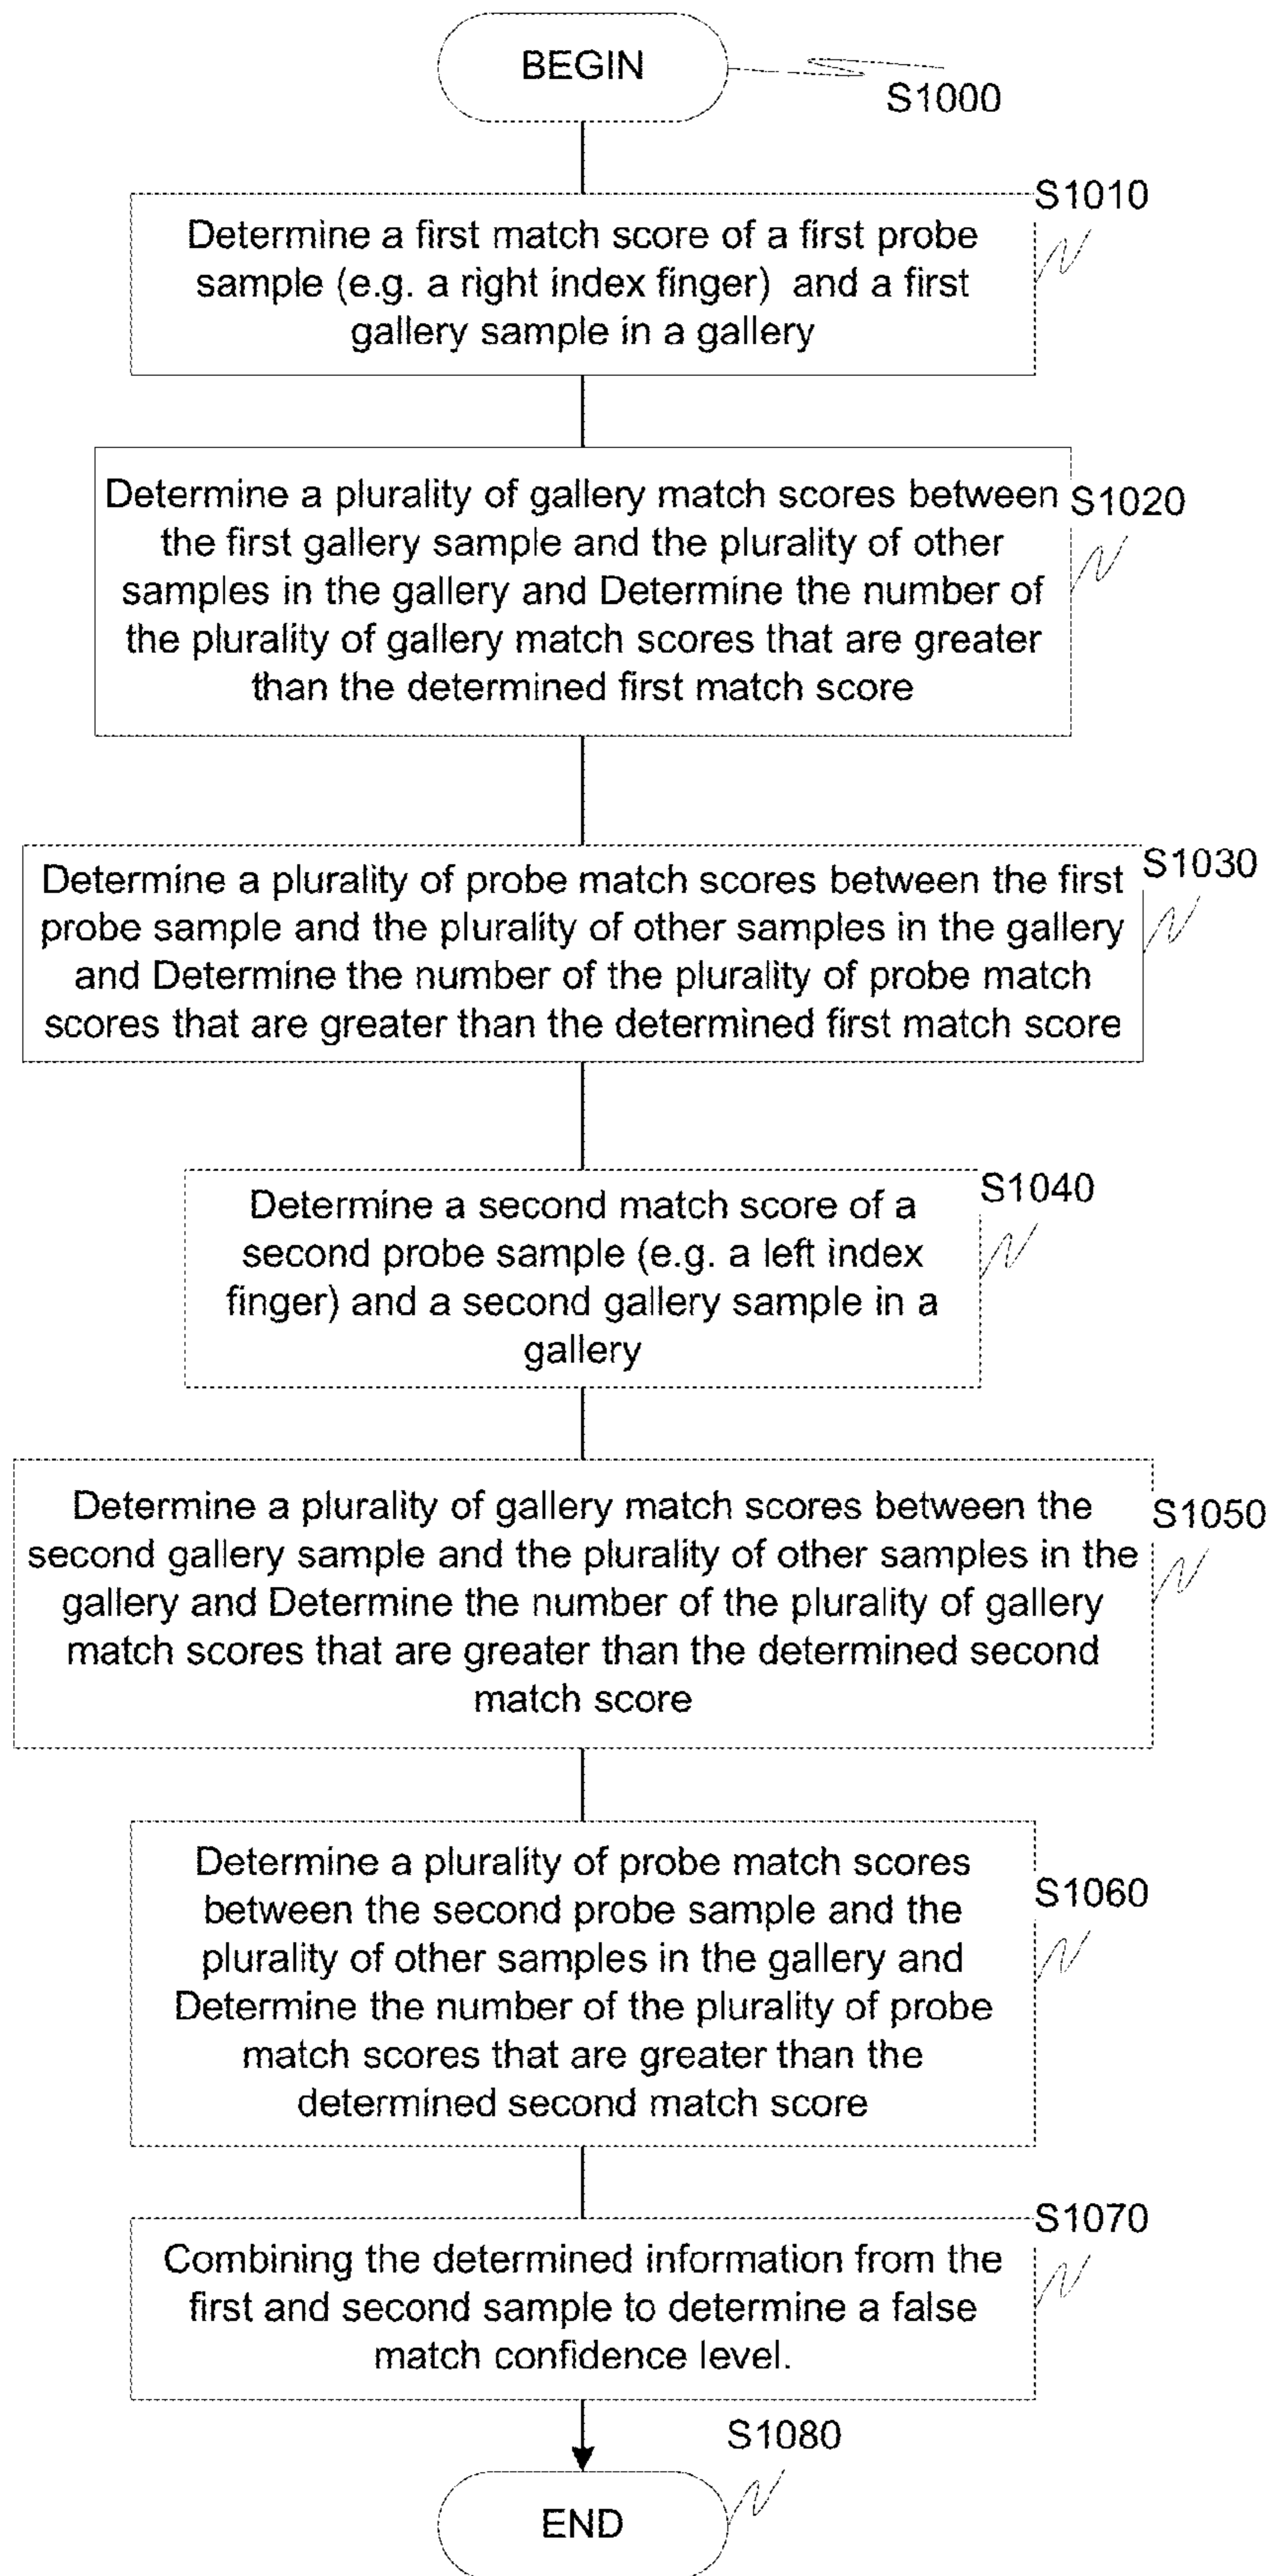 BEGIN
S1000
S1010
Determine a first match score of a first probe
sample (e.g. a right index finger) and a first
gallery sample in a gallery
Determine a plurality of gallery match scores between
S1020
the first gallery sample and the plurality of other
samples in the gallery and Determine the number of
the plurality of gallery match scores that are greater
than the determined first match score
S1030
Determine a plurality of probe match scores between the first
probe sample and the plurality of other samples in the gallery
and Determine the number of the plurality of probe match
scores that are greater than the determined first match score
S1040
Determine a second match score of a
second probe sample (e.g. a left index
finger) and a second gallery sample in a
gallery
Determine a plurality of gallery match scores between the
S1050
second gallery sample and the plurality of other samples in the
gallery and Determine the number of the plurality of gallery
match scores that are greater than the determined second
match score
Determine a plurality of probe match scores
S1060
between the second probe sample and the
plurality of other samples in the gallery and
Determine the number of the plurality of probe
match scores that are greater than the
determined second match score
S1070
Combining the determined information from the
first and second sample to determine a false
match confidence level.
S1080
END